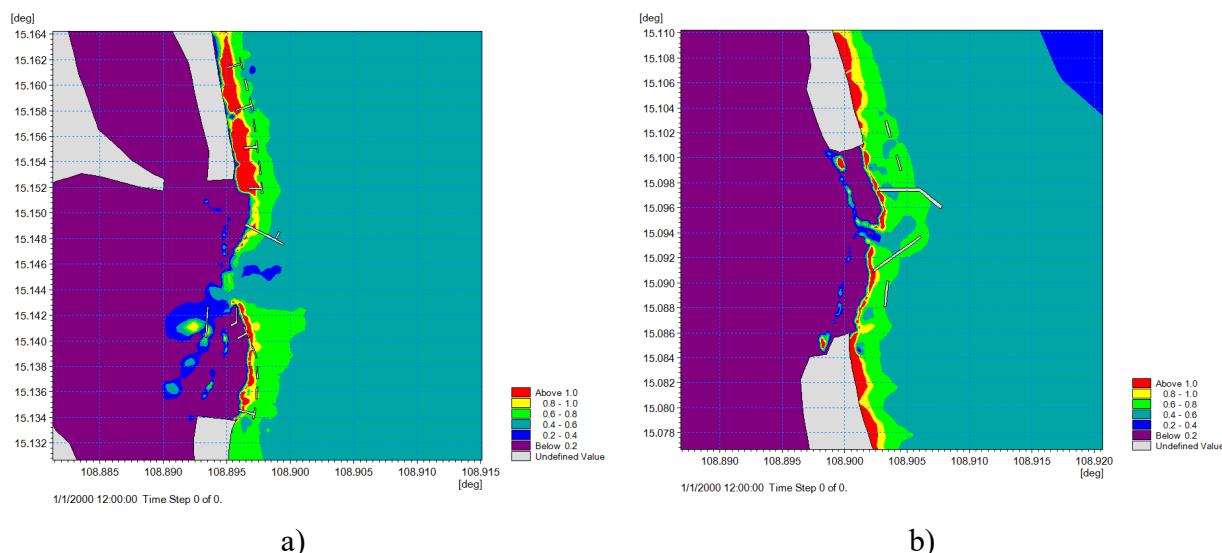 [deg]
15.164
15.162
15.160
15.158
15.156
15.154
15.152
15.150
15.148
15.146
15.144
15.143
15.142
15.140
15.138
15.136
15.134
15.132
108.885 108.890 108.895 108.900 108.905 108.910 108.915
[deg]
Above 1.0
0.8 - 1.0
0.6 - 0.8
0.4 - 0.6
0.2 - 0.4
Below 0.2
Undefined Value
1/1/2000 12:00:00 Time Step 0 of 0.
a)
[deg]
15.110
15.108
15.106
15.104
15.102
15.100
15.098
15.096
15.094
15.092
15.090
15.088
15.086
15.084
15.082
15.080
15.078
108.890 108.895 108.900 108.905 108.910 108.915 108.920
[deg]
Above 1.0
0.8 - 1.0
0.6 - 0.8
0.4 - 0.6
0.2 - 0.4
Below 0.2
Undefined Value
1/1/2000 12:00:00 Time Step 0 of 0.
b)